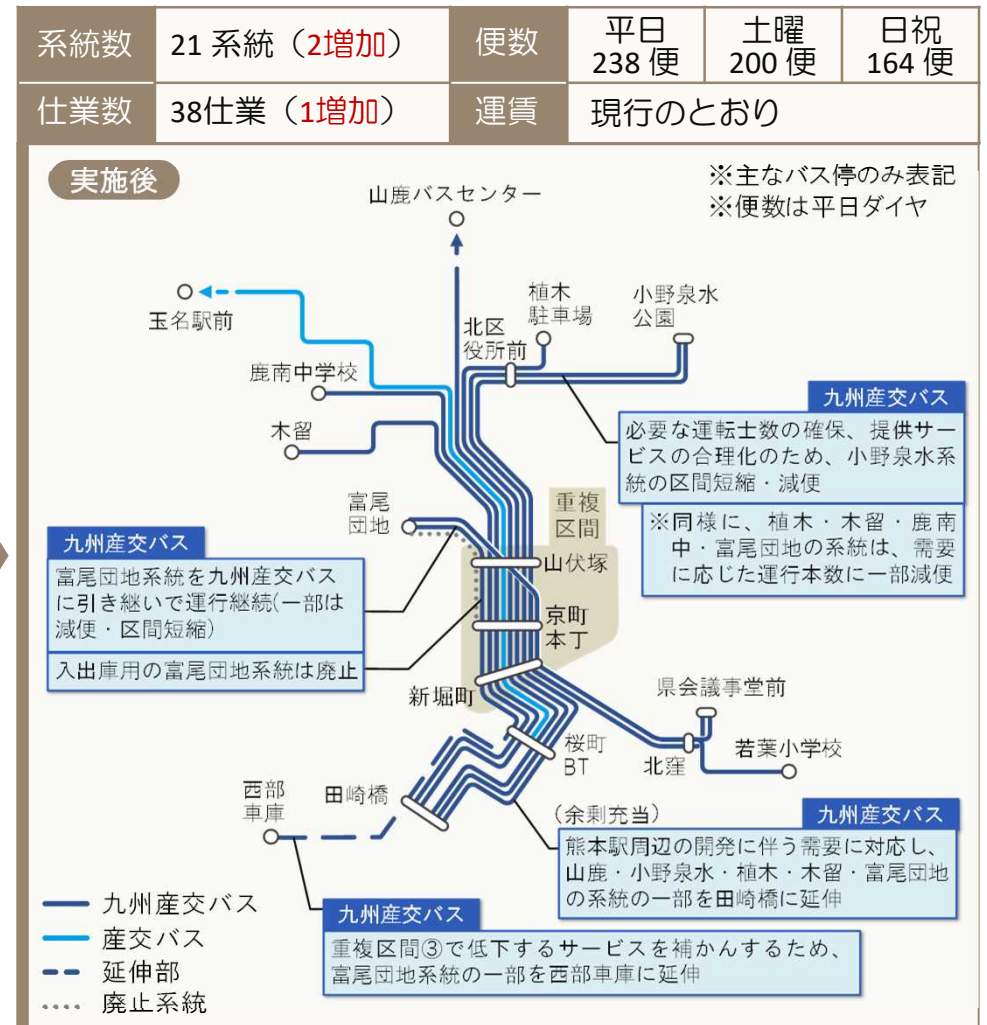 系統数 21 系統（2増加） 便数 平日 238 便 土曜 200 便 日祝 164 便
仕業数 38仕業（1増加） 運賃 現行のとおり
実施後
※主なバス停のみ表記
※便数は平日ダイヤ
山鹿バスセンター
玉名駅前
植木
駐車場
小野泉水
公園
北区
役所前
鹿南中学校
木留
九州産交バス
必要な運転士数の確保、提供サー
ビスの合理化のため、小野泉水系
統の区間短縮・減便
※同様に、植木・木留・鹿南
中・富尾団地の系統は、需要
に応じた運行本数に一部減便
富尾
団地
重複
区間
山伏塚
京町
本丁
新堀町
九州産交バス
富尾団地系統を九州産交バス
に引き継いで運行継続(一部は
減便・区間短縮)
入出庫用の富尾団地系統は廃止
県会議事堂前
桜町
BT
北窪
若葉小学校
西部
車庫
田崎橋
（余剰充当）
九州産交バス
熊本駅周辺の開発に伴う需要に対応し、
山鹿・小野泉水・植木・木留・富尾団地
の系統の一部を田崎橋に延伸
九州産交バス
重複区間③で低下するサービスを補かんするため、
富尾団地系統の一部を西部車庫に延伸
九州産交バス
産交バス
延伸部
廃止系統